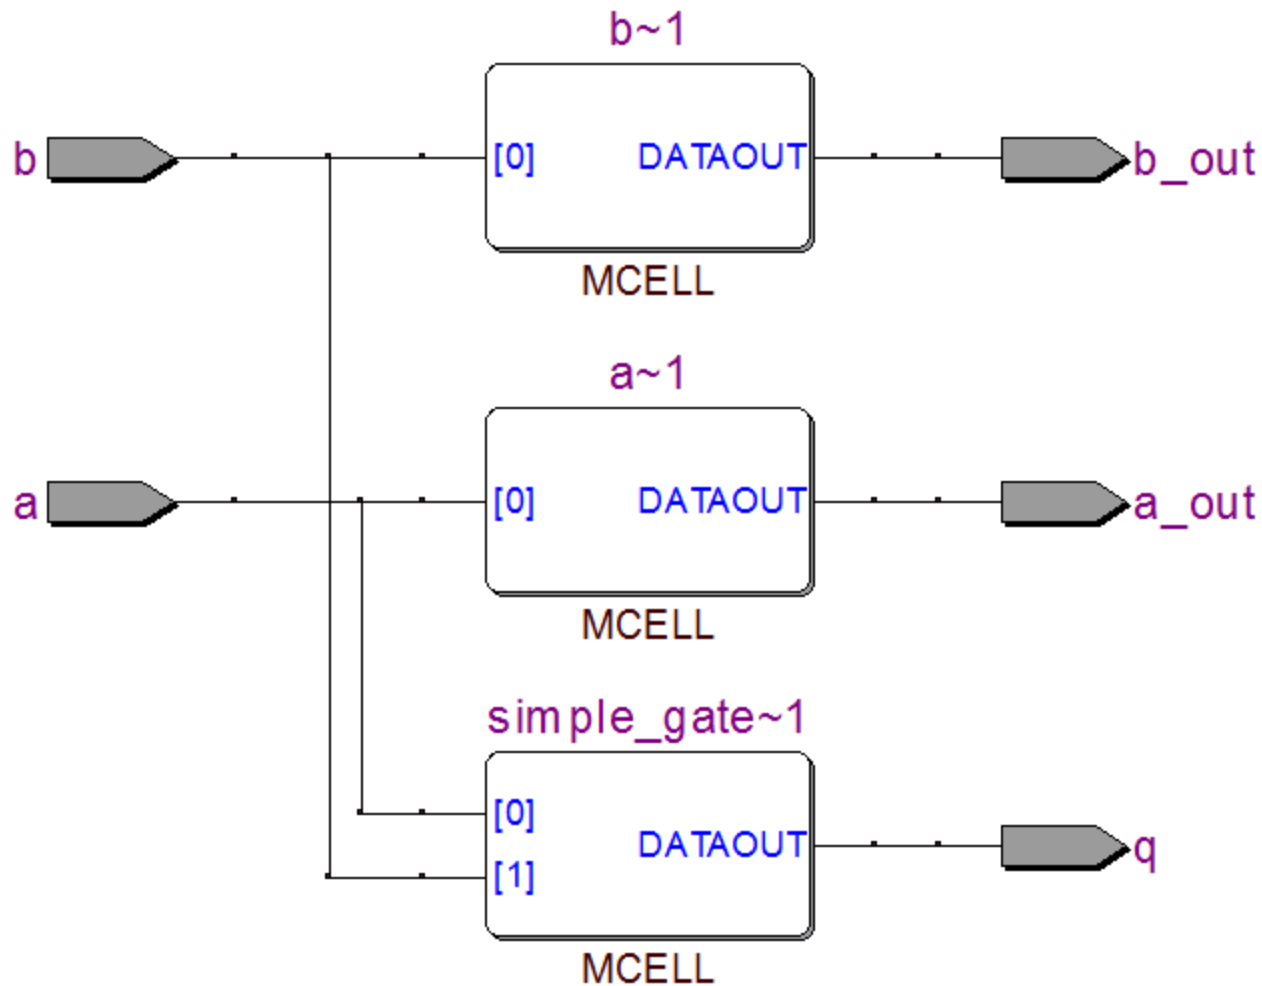 b~1
b [0] DATAOUT b_out
MCELL
a~1
a [0] DATAOUT a_out
MCELL
simple_gate~1
[0]
DATAOUT q
[1]
MCELL